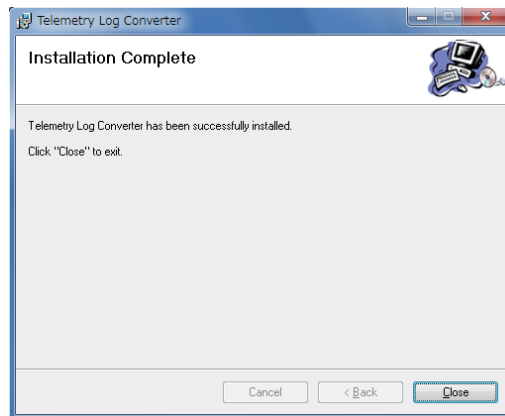 Telemetry Log Converter
Installation Complete
Telemetry Log Converter has been successfully installed.
Click "Close" to exit.
Cancel
< Back
Close